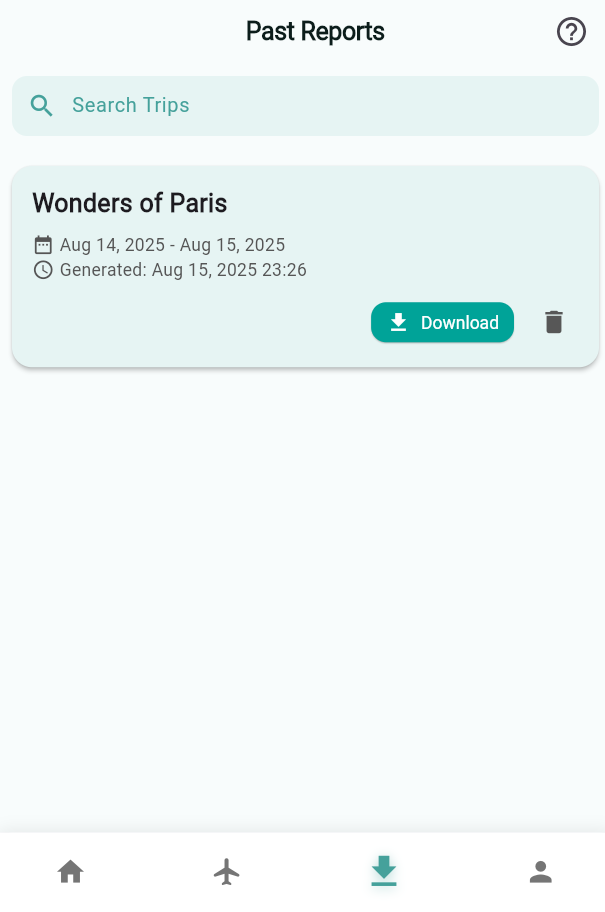 Past Reports
Search Trips
Wonders of Paris
Aug 14, 2025 - Aug 15, 2025
Generated: Aug 15, 2025 23:26
Download